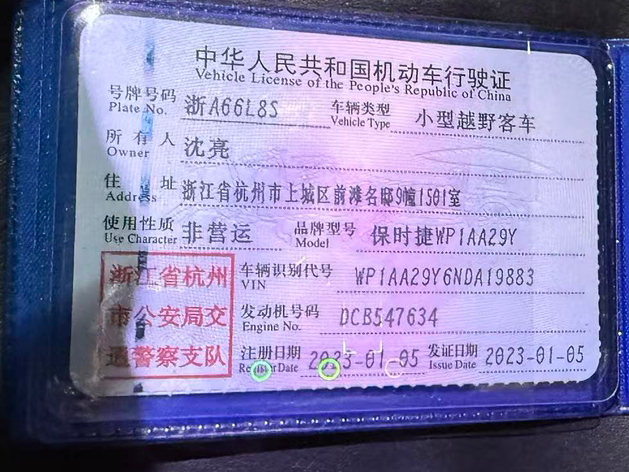 中华人民共和国机动车行驶证
Vehicle License of the People's Republic of China
号牌号码 浙A66L8S 车辆类型 小型越野客车
Plate No. Vehicle Type
所有人 沈亮
Owner
住址 浙江省杭州市上城区前滩名邸9幢1501室
Address
使用性质 非营运 品牌型号 保时捷WP1AA29Y
Use Character Model
浙江省杭州
市公安局交
通警察支队
车辆识别代号 WP1AA29Y6NDA19883
VIN
发动机号码 DCB547634
Engine No.
注册日期 2023-01-05 发证日期 2023-01-05
Register Date Issue Date